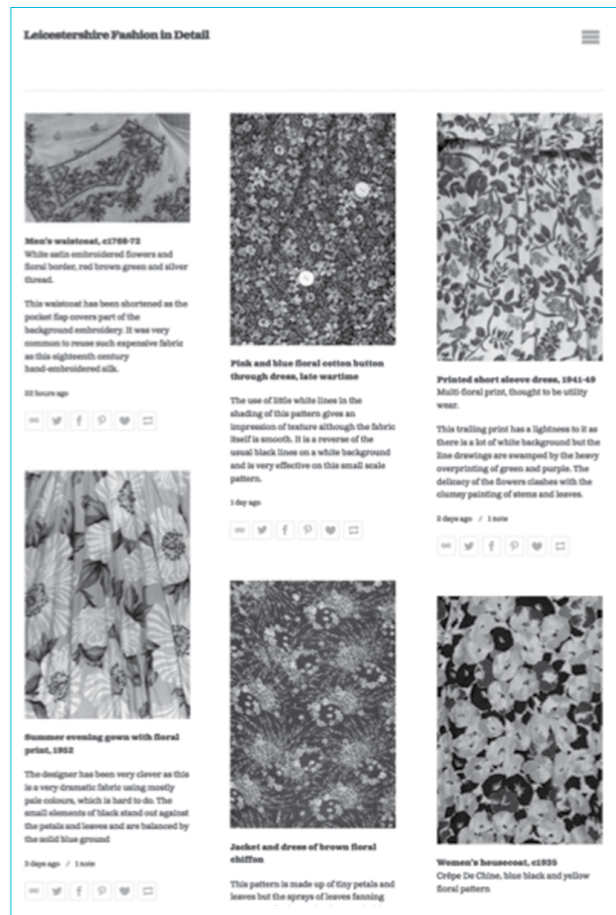 Leicestershire Fashion in Detail
Men's waistcoat, c1768-72
White satin embroidered flowers and
floral border, red brown green and silver
thread.
This waistcoat has been shortened as the
pocket flap covers part of the
background embroidery. It was very
common to reuse such expensive fabric
as this eighteenth century
hand-embroidered silk.
22 hours ago
Summer evening gown with floral
print, 1952
The designer has been very clever as this
is a very dramatic fabric using mostly
pale colours, which is hard to do. The
small elements of black stand out against
the petals and leaves and are balanced by
the solid blue ground
2 days ago / 1 note
Pink and blue floral cotton button
through dress, late wartime
The use of little white lines in the
shading of this pattern gives an
impression of texture although the fabric
itself is smooth. It is a reverse of the
usual black lines on a white background
and is very effective on this small scale
pattern.
1 day ago
Jacket and dress of brown floral
chiffon
This pattern is made up of tiny petals and
leaves but the sprays of leaves fanning
Printed short sleeve dress, 1941-49
Multi-floral print, thought to be utility
wear.
This trailing print has a lightness to it as
there is a lot of white background but the
line drawings are swamped by the heavy
overprinting of green and purple. The
delicacy of the flowers clashes with the
clumsy painting of stems and leaves.
2 days ago / 1 note
Women's housecoat, c1935
Crêpe De Chine, blue black and yellow
floral pattern